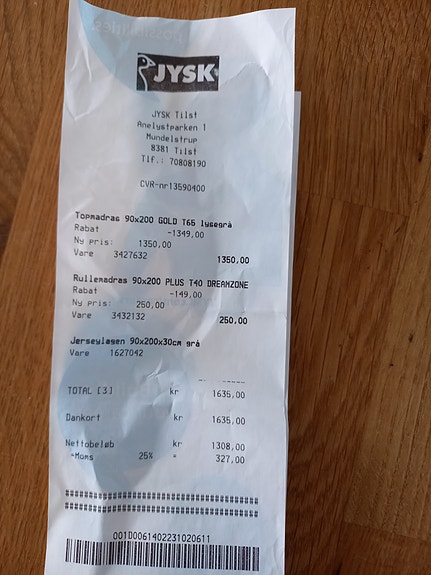 JYSK
JYSK Tilst
Anelystparken 1
Mundelstrup
8381 Tilst
Tlf.: 70808190
CVR-nr13590400
Topmadras 90x200 GOLD T65 lysegrå
Rabat -1349,00
Ny pris: 1350,00
Vare 3427632 1350,00
Rullemadras 90x200 PLUS T40 DREAMZONE
Rabat -149,00
Ny pris: 250,00
Vare 3432132 250,00
Jerseylagen 90x200x30cm grå
Vare 1627042
TOTAL [3] kr 1635,00
Dankort kr 1635,00
Nettobeløb kr 1308,00
=Moms 25% = 327,00
##########################################
##########################################
001D0061402231020611